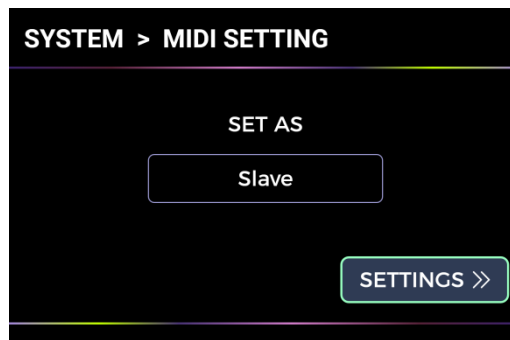 SYSTEM > MIDI SETTING
SET AS
Slave
SETTINGS >>